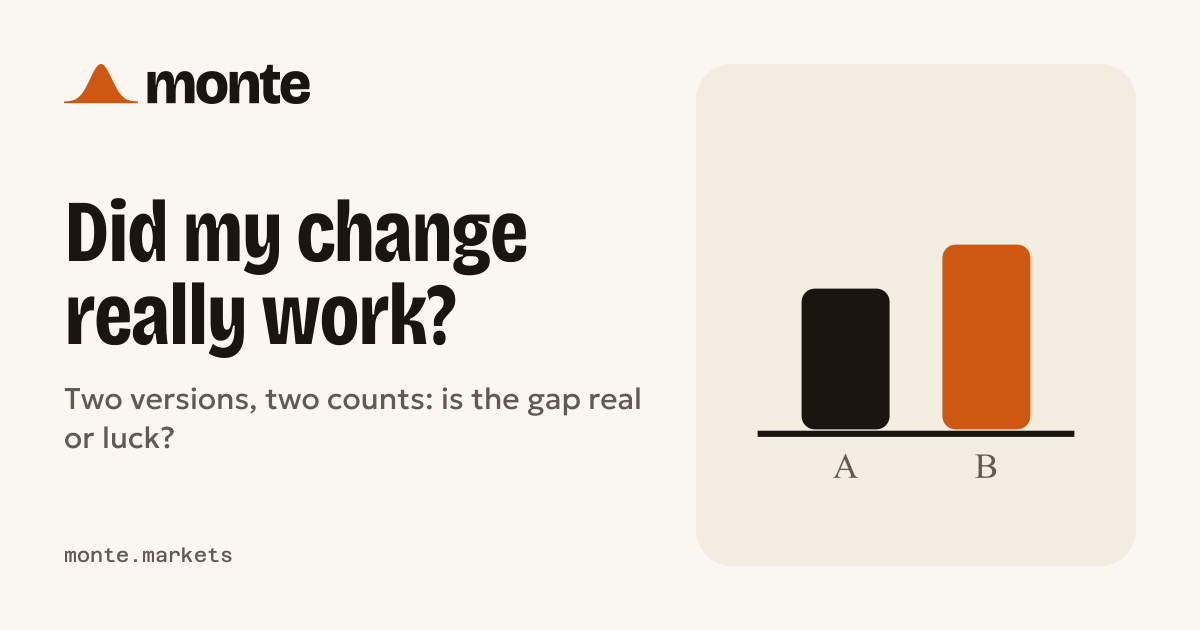 monte
Did my change
really work?
Two versions, two counts: is the gap real
or luck?
monte.markets
A
B